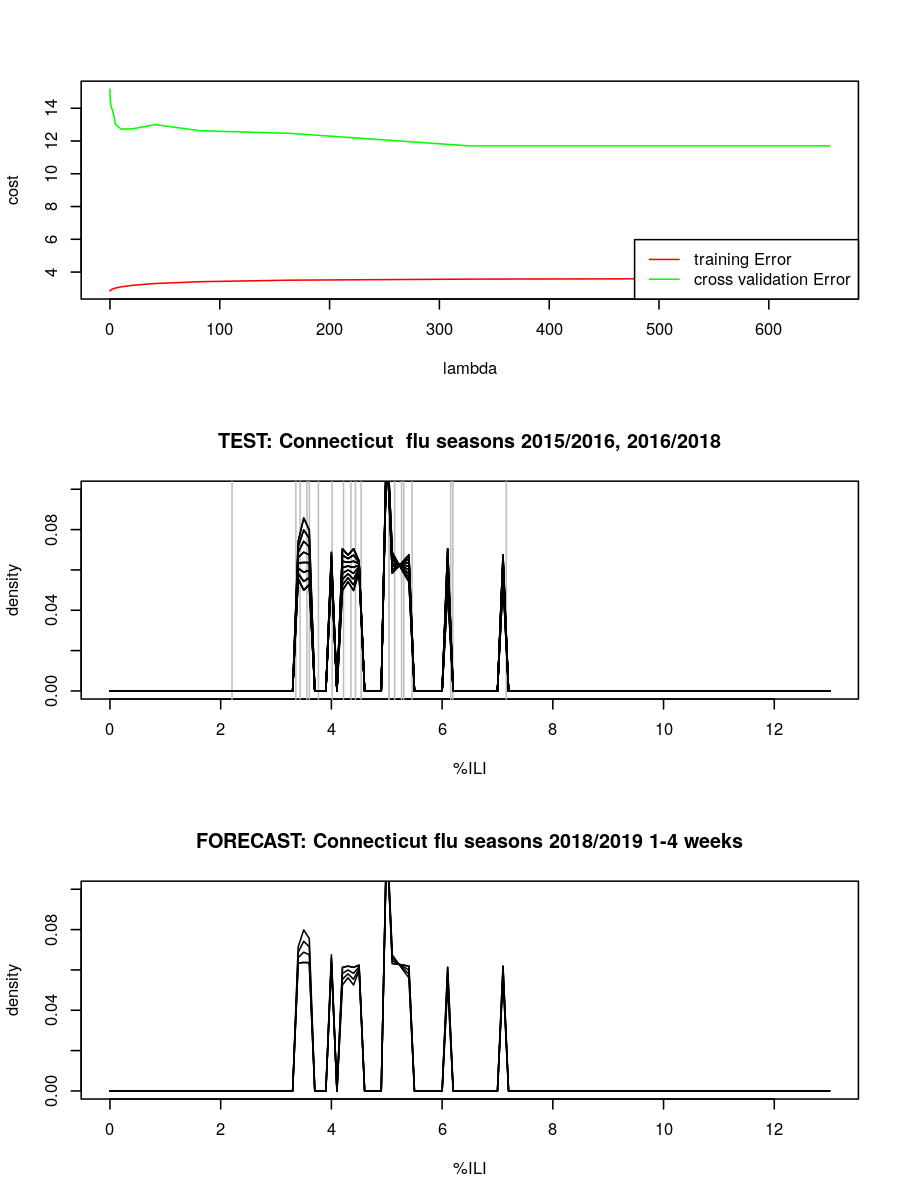 cost
4 6 8 10 12 14
training Error
cross validation Error
0 100 200 300 400 500 600
lambda
TEST: Connecticut  flu seasons 2015/2016, 2016/2018
density
0.00 0.04 0.08
0 2 4 6 8 10 12
%ILI
FORECAST: Connecticut flu seasons 2018/2019 1-4 weeks
density
0.00 0.04 0.08
0 2 4 6 8 10 12
%ILI